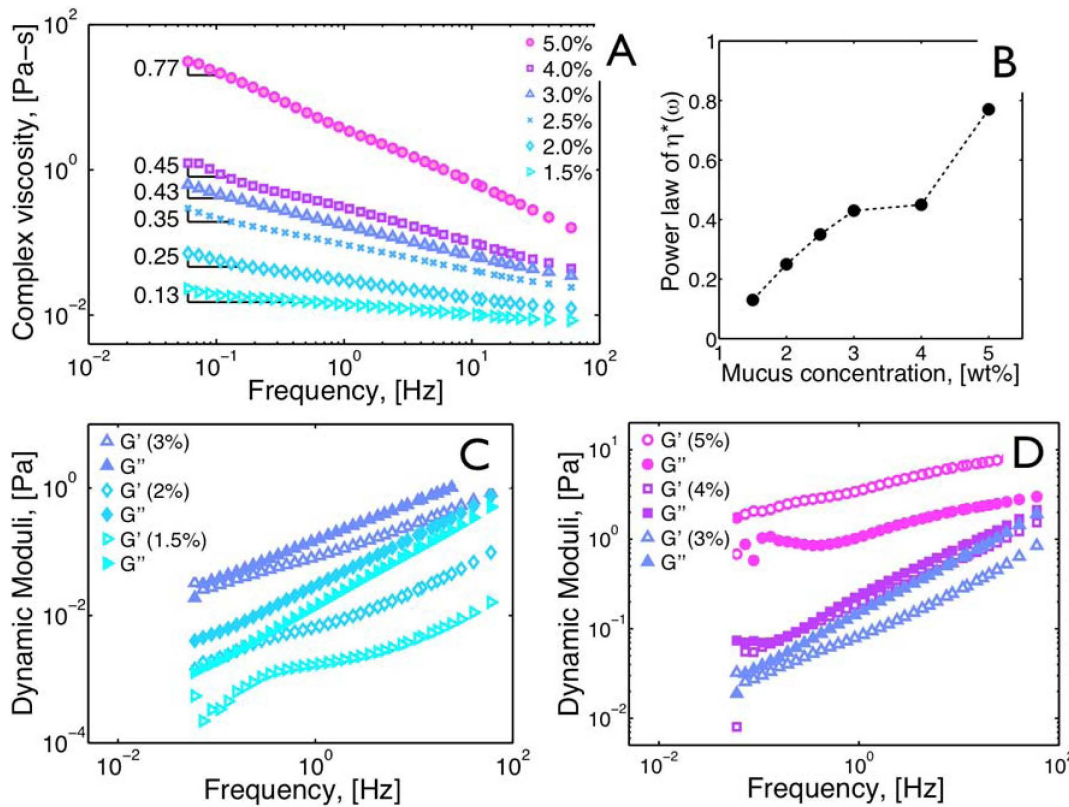 A
Complex viscosity, [Pa-s]
10² 
10⁰
10⁻²
0.77
0.45
0.43
0.35
0.25
0.13
5.0%
4.0%
3.0%
2.5%
2.0%
1.5%
10⁻² 10⁻¹ 10⁰ 10¹ 10²
Frequency, [Hz]
B
Power law of η*(ω)
1
0.8
0.6
0.4
0.2
0
1 2 3 4 5
Mucus concentration, [wt%]
C
Dynamic Moduli, [Pa]
10⁰
10⁻²
10⁻⁴
G' (3%)
G''
G' (2%)
G''
G' (1.5%)
G''
10⁻² 10⁰ 10²
Frequency, [Hz]
D
Dynamic Moduli, [Pa]
10¹
10⁰
10⁻¹
10⁻²
G' (5%)
G''
G' (4%)
G''
G' (3%)
G''
10⁻² 10⁰ 10²
Frequency, [Hz]